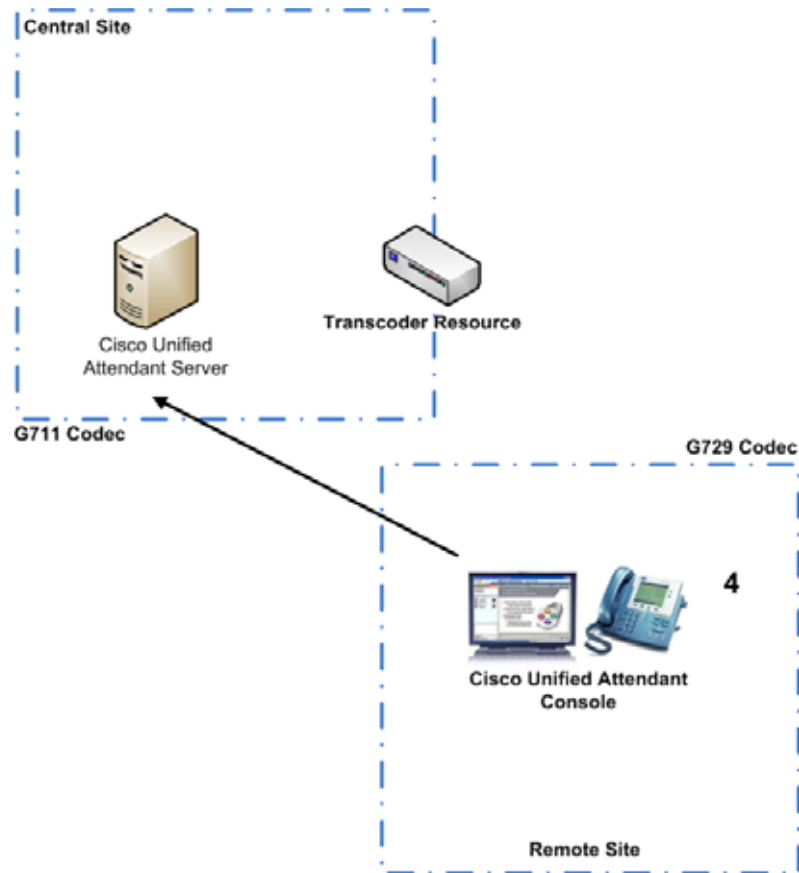 Central Site
Cisco Unified
Attendant Server
Transcoder Resource
G711 Codec
G729 Codec
4
Cisco Unified Attendant
Console
Remote Site